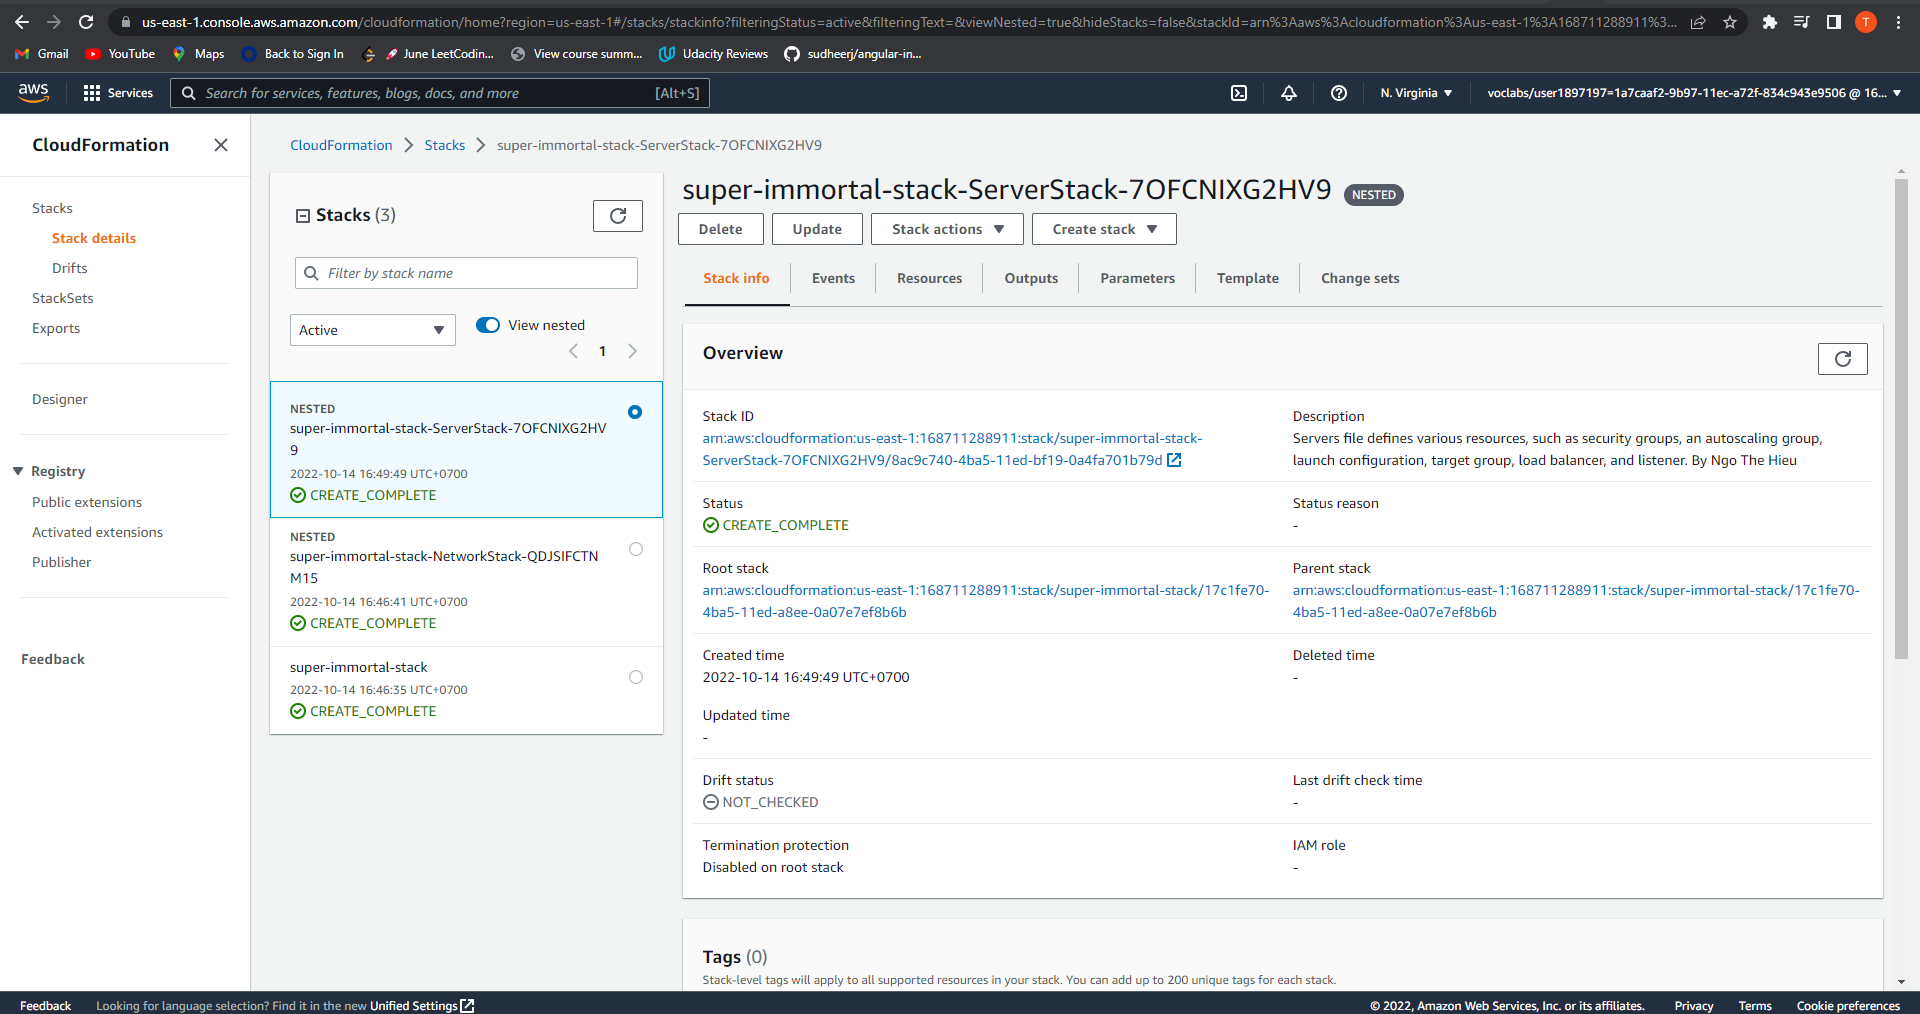 us-east-1.console.aws.amazon.com/cloudformation/home?region=us-east-1#/stacks/stackinfo?filteringStatus=active&filteringText=&viewNested=true&hideStacks=false&stackId=arn%3Aaws%3Acloudformation%3Aus-east-1%3A168711288911%3...
T
Gmail YouTube Maps Back to Sign In June LeetCodin... View course summ... Udacity Reviews sudheerj/angular-in...
aws Services Search for services, features, blogs, docs, and more [Alt+S] N. Virginia voclabs/user1897197=1a7caaf2-9b97-11ec-a72f-834c943e9506 @ 16...
CloudFormation
Stacks
Stack details
Drifts
StackSets
Exports
Designer
Registry
Public extensions
Activated extensions
Publisher
Feedback
CloudFormation Stacks super-immortal-stack-ServerStack-7OFCNIXG2HV9
Stacks (3)
Filter by stack name
Active View nested
1
NESTED
super-immortal-stack-ServerStack-7OFCNIXG2HV
9
2022-10-14 16:49:49 UTC+0700
CREATE_COMPLETE
NESTED
super-immortal-stack-NetworkStack-QDJSIFCTN
M15
2022-10-14 16:46:41 UTC+0700
CREATE_COMPLETE
super-immortal-stack
2022-10-14 16:46:35 UTC+0700
CREATE_COMPLETE
super-immortal-stack-ServerStack-7OFCNIXG2HV9 NESTED
Delete Update Stack actions Create stack
Stack info Events Resources Outputs Parameters Template Change sets
Overview
Stack ID
arn:aws:cloudformation:us-east-1:168711288911:stack/super-immortal-stack-
ServerStack-7OFCNIXG2HV9/8ac9c740-4ba5-11ed-bf19-0a4fa701b79d
Description
Servers file defines various resources, such as security groups, an autoscaling group,
launch configuration, target group, load balancer, and listener. By Ngo The Hieu
Status
CREATE_COMPLETE
Status reason
-
Root stack
arn:aws:cloudformation:us-east-1:168711288911:stack/super-immortal-stack/17c1fe70-
4ba5-11ed-a8ee-0a07e7ef8b6b
Parent stack
arn:aws:cloudformation:us-east-1:168711288911:stack/super-immortal-stack/17c1fe70-
4ba5-11ed-a8ee-0a07e7ef8b6b
Created time
2022-10-14 16:49:49 UTC+0700
Deleted time
-
Updated time
-
Drift status
NOT_CHECKED
Last drift check time
-
Termination protection
Disabled on root stack
IAM role
-
Tags (0)
Stack-level tags will apply to all supported resources in your stack. You can add up to 200 unique tags for each stack.
Feedback Looking for language selection? Find it in the new Unified Settings © 2022, Amazon Web Services, Inc. or its affiliates. Privacy Terms Cookie preferences